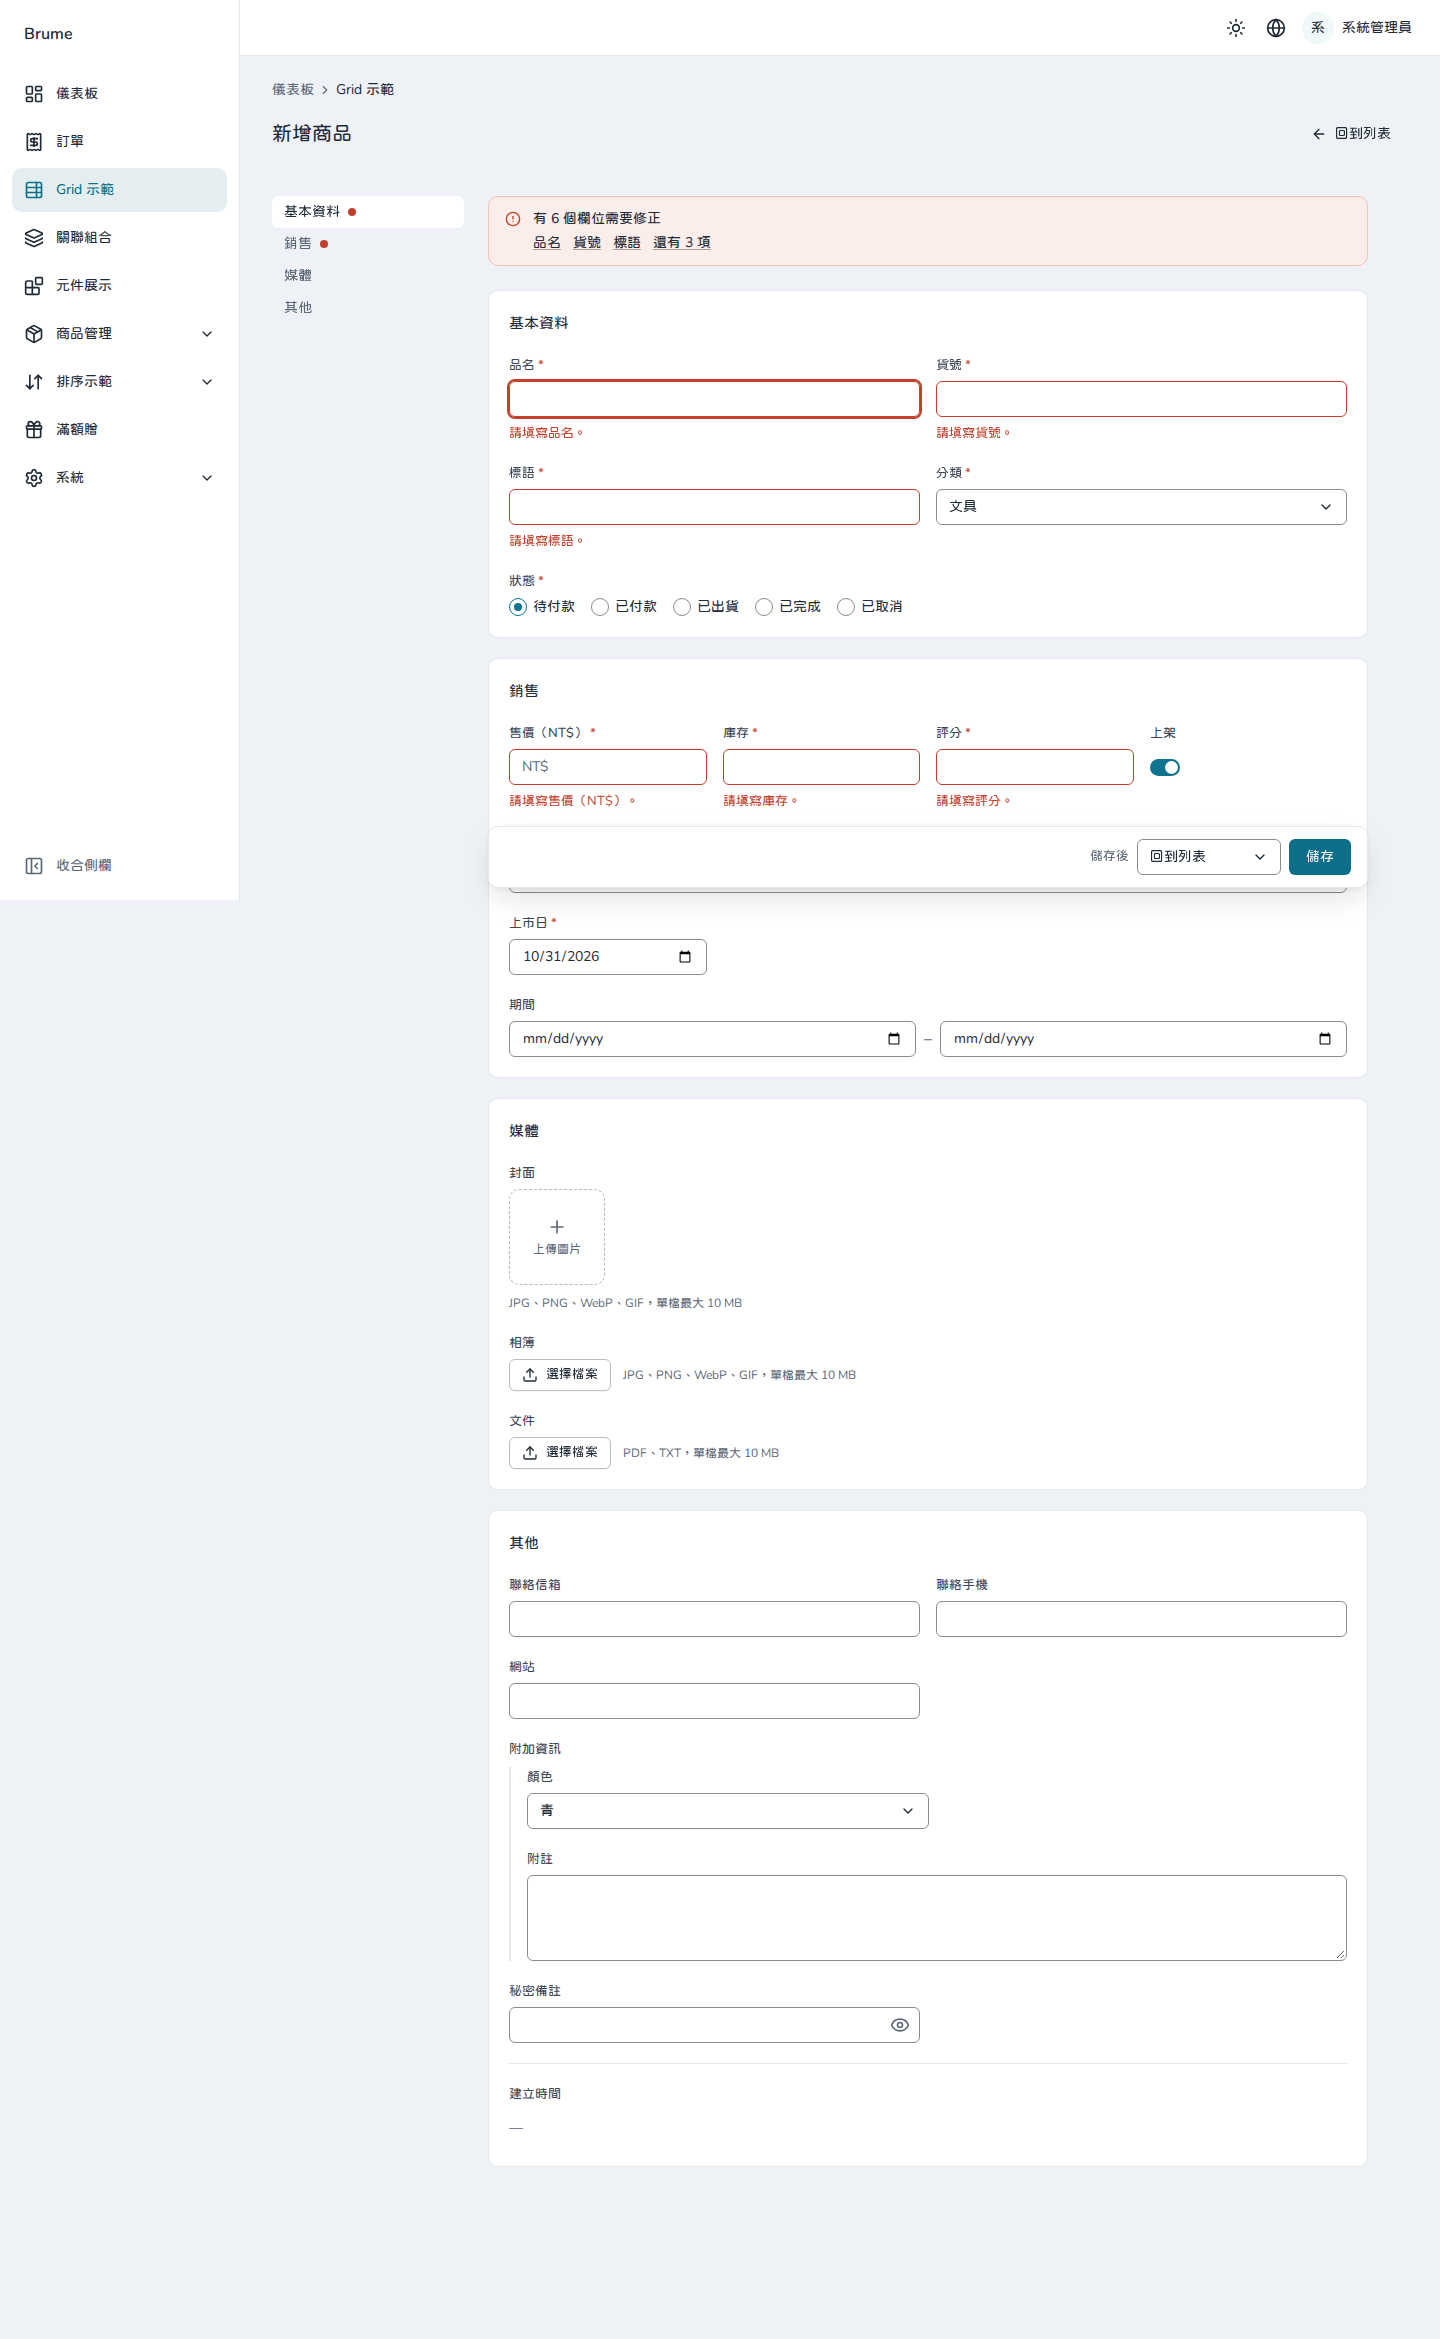 Brume
儀表板
訂單
Grid 示範
關聯組合
元件展示
商品管理
排序示範
滿額贈
系統
收合側欄
系 系統管理員
儀表板 > Grid 示範
新增商品
回到列表
基本資料
銷售
媒體
其他
有 6 個欄位需要修正
品名 貨號 標語 還有 3 項
基本資料
品名 * 貨號 *
請填寫品名。 請填寫貨號。
標語 * 分類 *
文具
請填寫標語。
狀態 *
待付款 已付款 已出貨 已完成 已取消
銷售
售價（NT$） * 庫存 * 評分 * 上架
NT$
請填寫售價（NT$）。 請填寫庫存。 請填寫評分。
儲存後 回到列表 儲存
上市日 *
10/31/2026
期間
mm/dd/yyyy – mm/dd/yyyy
媒體
封面
上傳圖片
JPG、PNG、WebP、GIF，單檔最大 10 MB
相簿
選擇檔案 JPG、PNG、WebP、GIF，單檔最大 10 MB
文件
選擇檔案 PDF、TXT，單檔最大 10 MB
其他
聯絡信箱 聯絡手機
網站
附加資訊
顏色
青
附註
秘密備註
建立時間
—